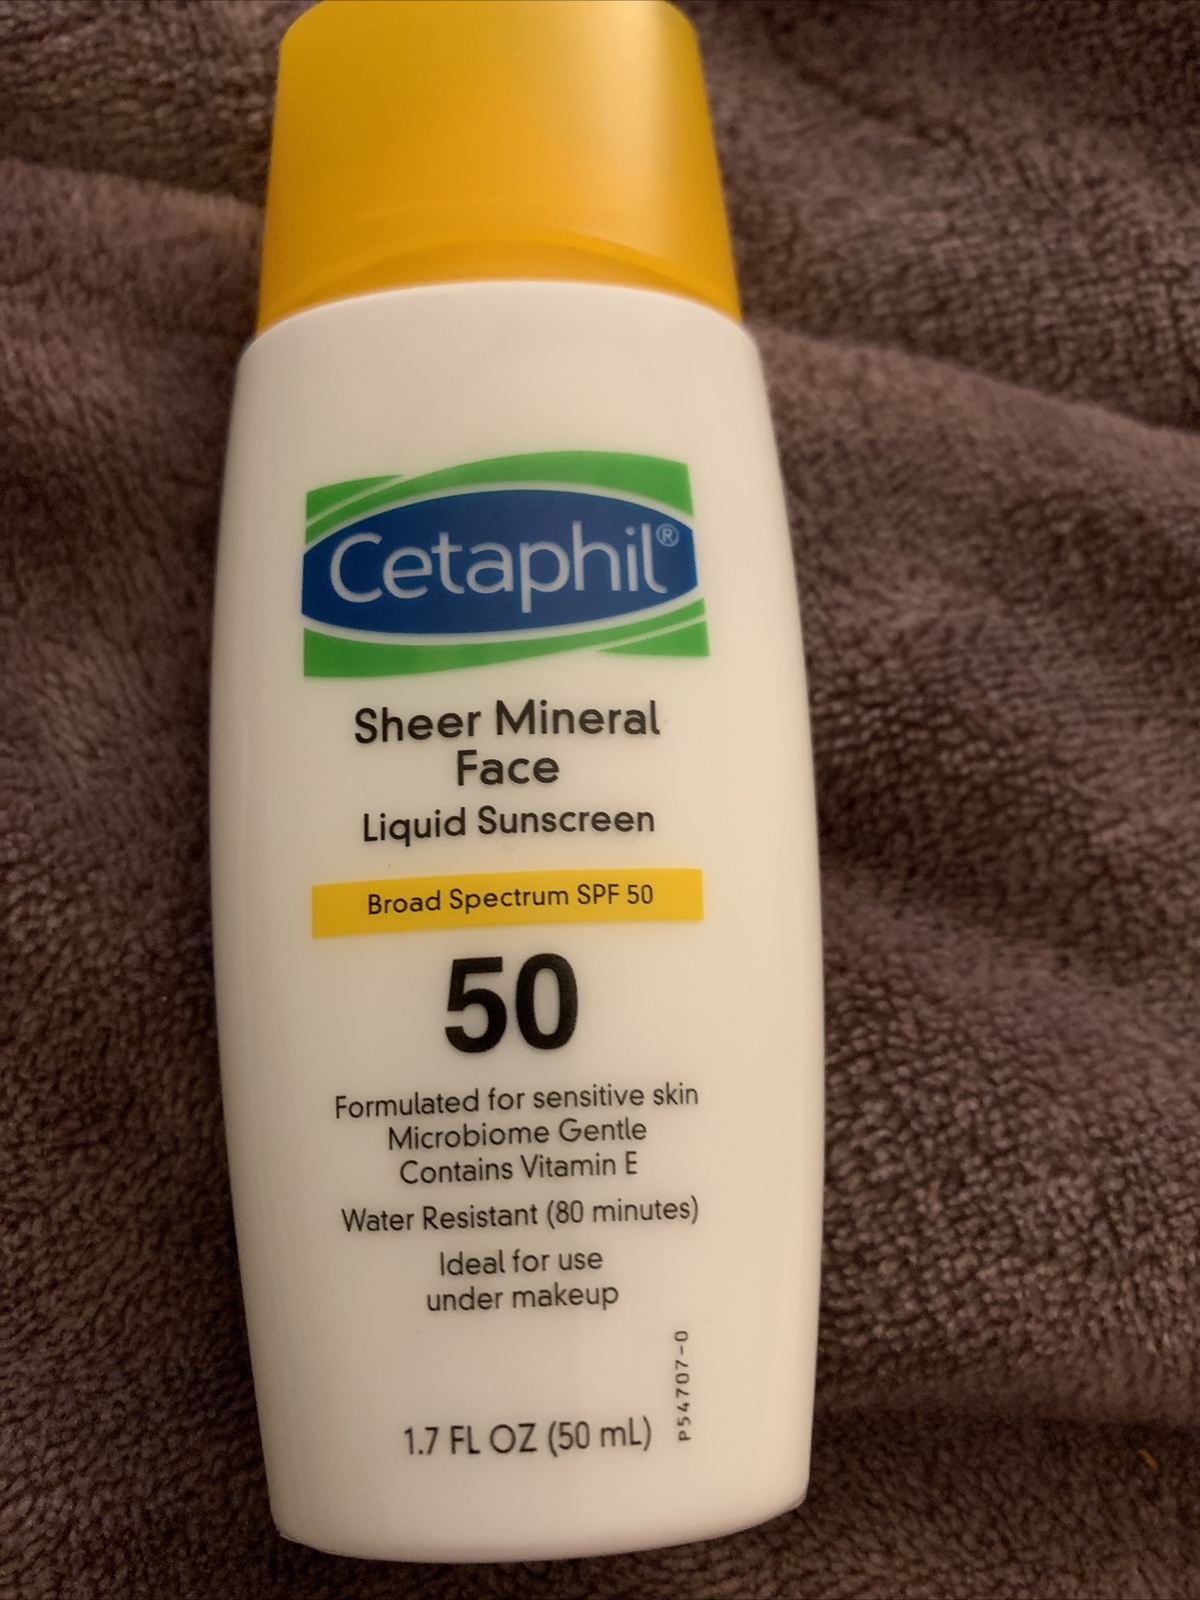 Cetaphil®
Sheer Mineral
Face
Liquid Sunscreen
Broad Spectrum SPF 50
50
Formulated for sensitive skin
Microbiome Gentle
Contains Vitamin E
Water Resistant (80 minutes)
Ideal for use
under makeup
P54707-0
1.7 FL OZ (50 mL)